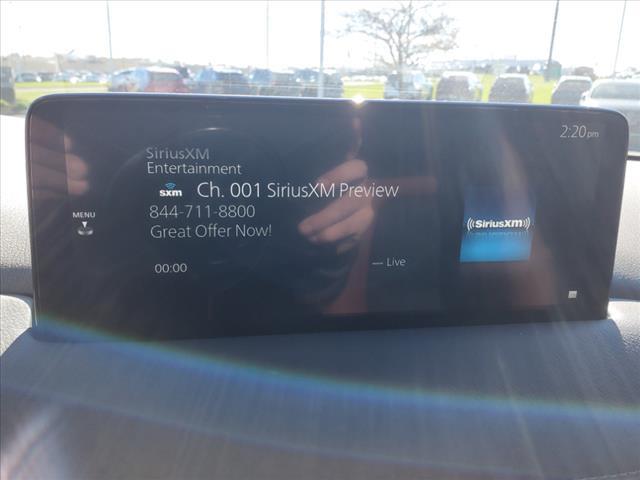 2:20pm
SiriusXM
Entertainment
sxm Ch. 001 SiriusXM Preview
MENU
844-711-8800
Great Offer Now!
00:00
Live
((SiriusXM))